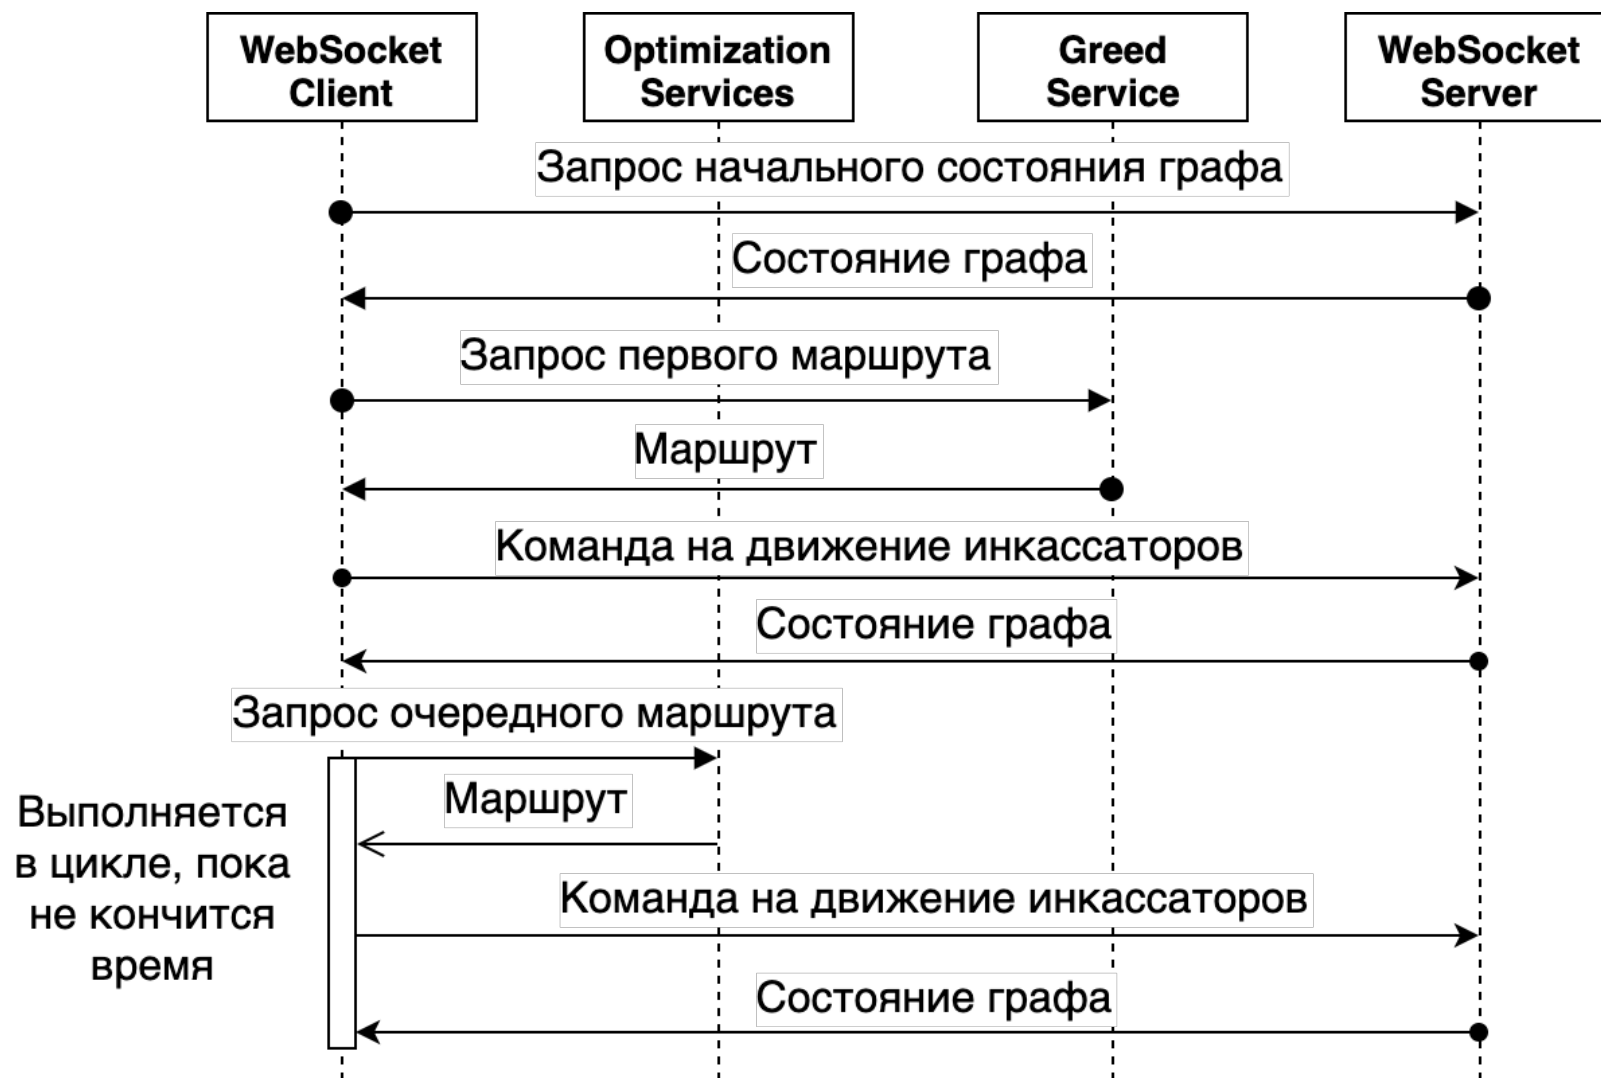 WebSocket
Client
Optimization
Services
Greed
Service
WebSocket
Server
Запрос начального состояния графа
Состояние графа
Запрос первого маршрута
Маршрут
Команда на движение инкассаторов
Состояние графа
Запрос очередного маршрута
Маршрут
Выполняется
в цикле, пока
не кончится
время
Команда на движение инкассаторов
Состояние графа